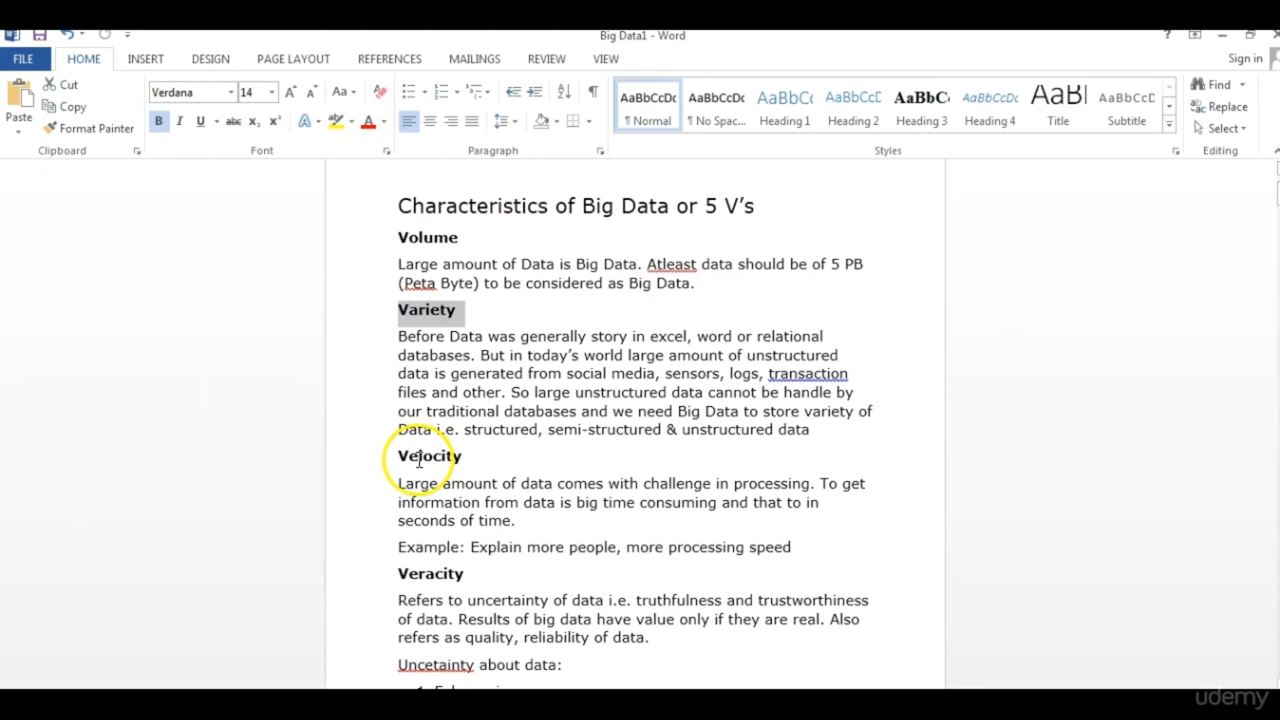 Big Data1 - Word
?
FILE HOME INSERT DESIGN PAGE LAYOUT REFERENCES MAILINGS REVIEW VIEW Sign in
Paste Cut Copy Format Painter
Verdana 14 Aa
B I U abc X₂ X² A A
AaBbCcDc AaBbCcDc AaBbCc AaBbCcD AaBbC AaBbCcDc AaBl AaBbCcD
¶ Normal ¶ No Spac... Heading 1 Heading 2 Heading 3 Heading 4 Title Subtitle
Find Replace Select
Clipboard Font Paragraph Styles Editing
Characteristics of Big Data or 5 V’s
Volume
Large amount of Data is Big Data. Atleast data should be of 5 PB
(Peta Byte) to be considered as Big Data.
Variety
Before Data was generally story in excel, word or relational
databases. But in today’s world large amount of unstructured
data is generated from social media, sensors, logs, transaction
files and other. So large unstructured data cannot be handle by
our traditional databases and we need Big Data to store variety of
Data i.e. structured, semi-structured & unstructured data
Velocity
Large amount of data comes with challenge in processing. To get
information from data is big time consuming and that to in
seconds of time.
Example: Explain more people, more processing speed
Veracity
Refers to uncertainty of data i.e. truthfulness and trustworthiness
of data. Results of big data have value only if they are real. Also
refers as quality, reliability of data.
Uncetainty about data:
udemy